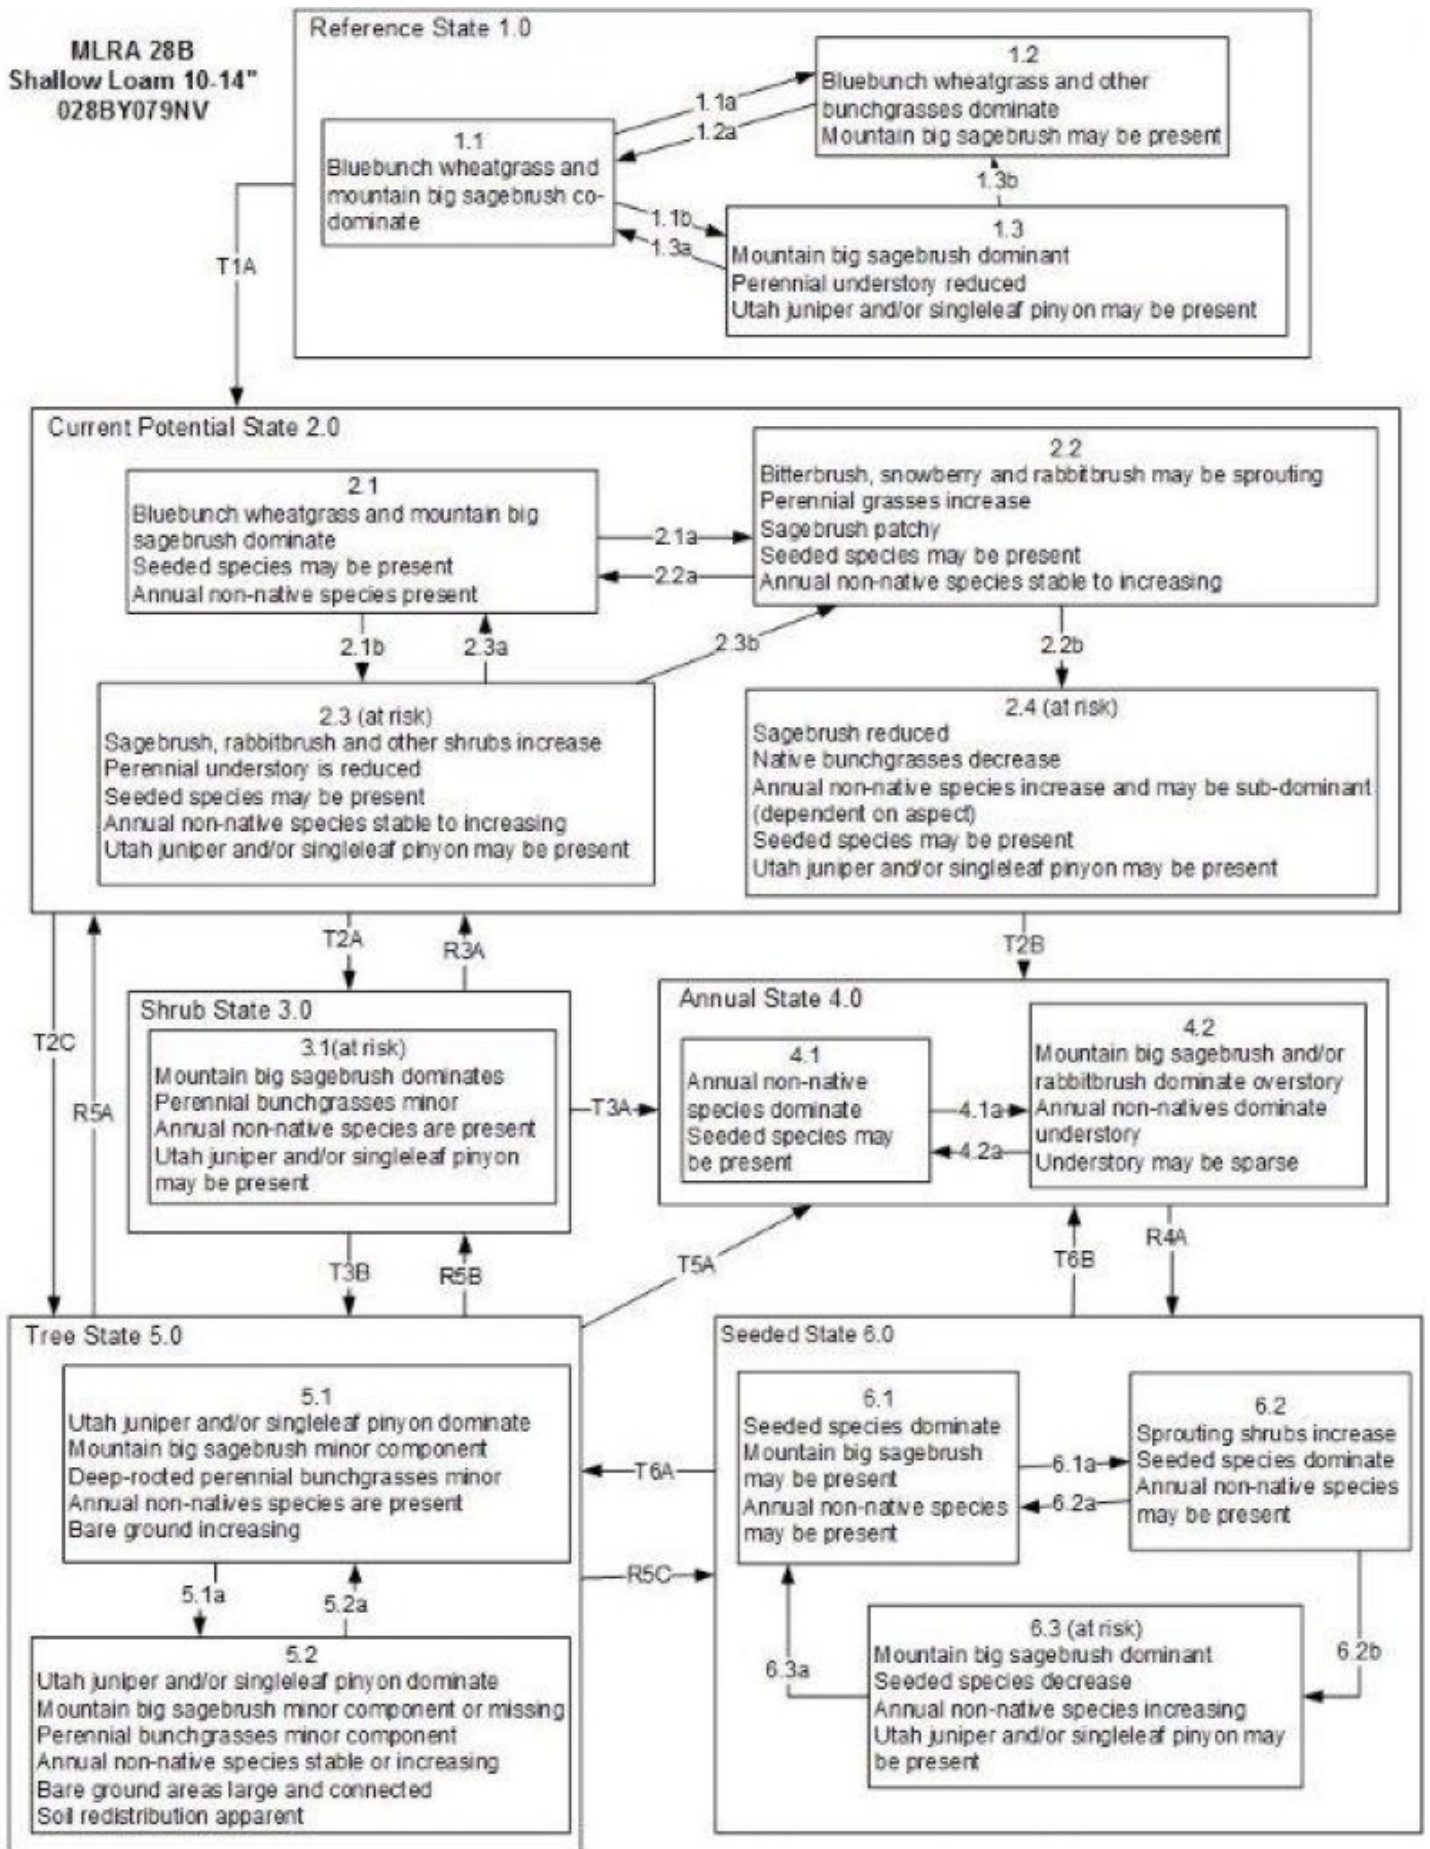 MLRA 28B
Shallow Loam 10-14"
028BY079NV
Reference State 1.0
1.1
Bluebunch wheatgrass and
mountain big sagebrush co-
dominate
1.1a
1.2a
1.2
Bluebunch wheatgrass and other
bunchgrasses dominate
Mountain big sagebrush may be present
1.3b
1.1b
1.3a
1.3
Mountain big sagebrush dominant
Perennial understory reduced
Utah juniper and/or singleleaf pinyon may be present
T1A
Current Potential State 2.0
2.1
Bluebunch wheatgrass and mountain big
sagebrush dominate
Seeded species may be present
Annual non-native species present
2.1a
2.2a
2.2
Bitterbrush, snowberry and rabbitbrush may be sprouting
Perennial grasses increase
Sagebrush patchy
Seeded species may be present
Annual non-native species stable to increasing
2.1b
2.3a
2.3b
2.2b
2.3 (at risk)
Sagebrush, rabbitbrush and other shrubs increase
Perennial understory is reduced
Seeded species may be present
Annual non-native species stable to increasing
Utah juniper and/or singleleaf pinyon may be present
2.4 (at risk)
Sagebrush reduced
Native bunchgrasses decrease
Annual non-native species increase and may be sub-dominant
(dependent on aspect)
Seeded species may be present
Utah juniper and/or singleleaf pinyon may be present
T2A
R3A
T2B
T2C
R5A
Shrub State 3.0
3.1(at risk)
Mountain big sagebrush dominates
Perennial bunchgrasses minor
Annual non-native species are present
Utah juniper and/or singleleaf pinyon
may be present
T3A
Annual State 4.0
4.1
Annual non-native
species dominate
Seeded species may
be present
4.1a
4.2a
4.2
Mountain big sagebrush and/or
rabbitbrush dominate overstory
Annual non-natives dominate
understory
Understory may be sparse
T3B
R5B
T5A
T6B
R4A
Tree State 5.0
5.1
Utah juniper and/or singleleaf pinyon dominate
Mountain big sagebrush minor component
Deep-rooted perennial bunchgrasses minor
Annual non-natives species are present
Bare ground increasing
5.1a
5.2a
5.2
Utah juniper and/or singleleaf pinyon dominate
Mountain big sagebrush minor component or missing
Perennial bunchgrasses minor component
Annual non-native species stable or increasing
Bare ground areas large and connected
Soil redistribution apparent
T6A
R5C
Seeded State 6.0
6.1
Seeded species dominate
Mountain big sagebrush
may be present
Annual non-native species
may be present
6.1a
6.2a
6.2
Sprouting shrubs increase
Seeded species dominate
Annual non-native species
may be present
6.3a
6.2b
6.3 (at risk)
Mountain big sagebrush dominant
Seeded species decrease
Annual non-native species increasing
Utah juniper and/or singleleaf pinyon may
be present